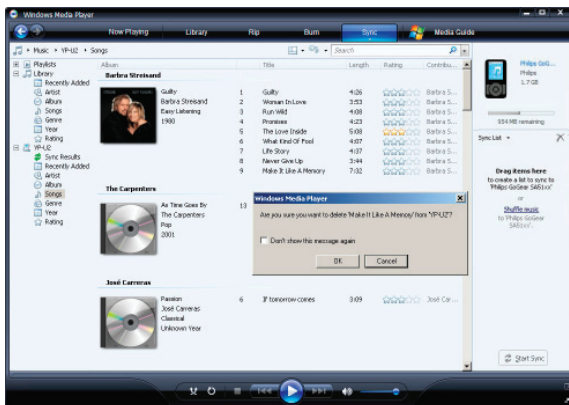 Windows Media Player
Now Playing Library Rip Burn Sync Media Guide
Music YP-U2 Songs Search
Playlists
Library
Recently Added
Artist
Album
Songs
Genre
Year
Rating
YP-U2
Sync Results
Recently Added
Artist
Album
Songs
Genre
Year
Rating
Album Title Length Rating Contribu...
Barbra Streisand
Guilty
Barbra Streisand
Easy Listening
1980
1 Guilty 4:26 Barbra S...
2 Woman In Love 3:53 Barbra S...
3 Run Wild 4:08 Barbra S...
4 Promises 4:23 Barbra S...
5 The Love Inside 5:08 Barbra S...
6 What Kind Of Fool 4:07 Barbra S...
7 Life Story 4:37 Barbra S...
8 Never Give Up 3:44 Barbra S...
9 Make It Like A Memory 7:32 Barbra S...
The Carpenters
As Time Goes By
The Carpenters
Pop
2001
13
Windows Media Player
Are you sure you want to delete 'Make It Like A Memory' from 'YP-U2'?
Don't show this message again
OK Cancel
José Carreras
Passion
José Carreras
Classical
Unknown Year
6 If tomorrow comes 3:09 José Car...
Philips GoG...
Philips
1.7 GB
954 MB remaining
Sync List
Drag items here
to create a list to sync to
'Philips GoGear SA51xx'
or
Shuffle music
to 'Philips GoGear
SA51xx'.
Start Sync